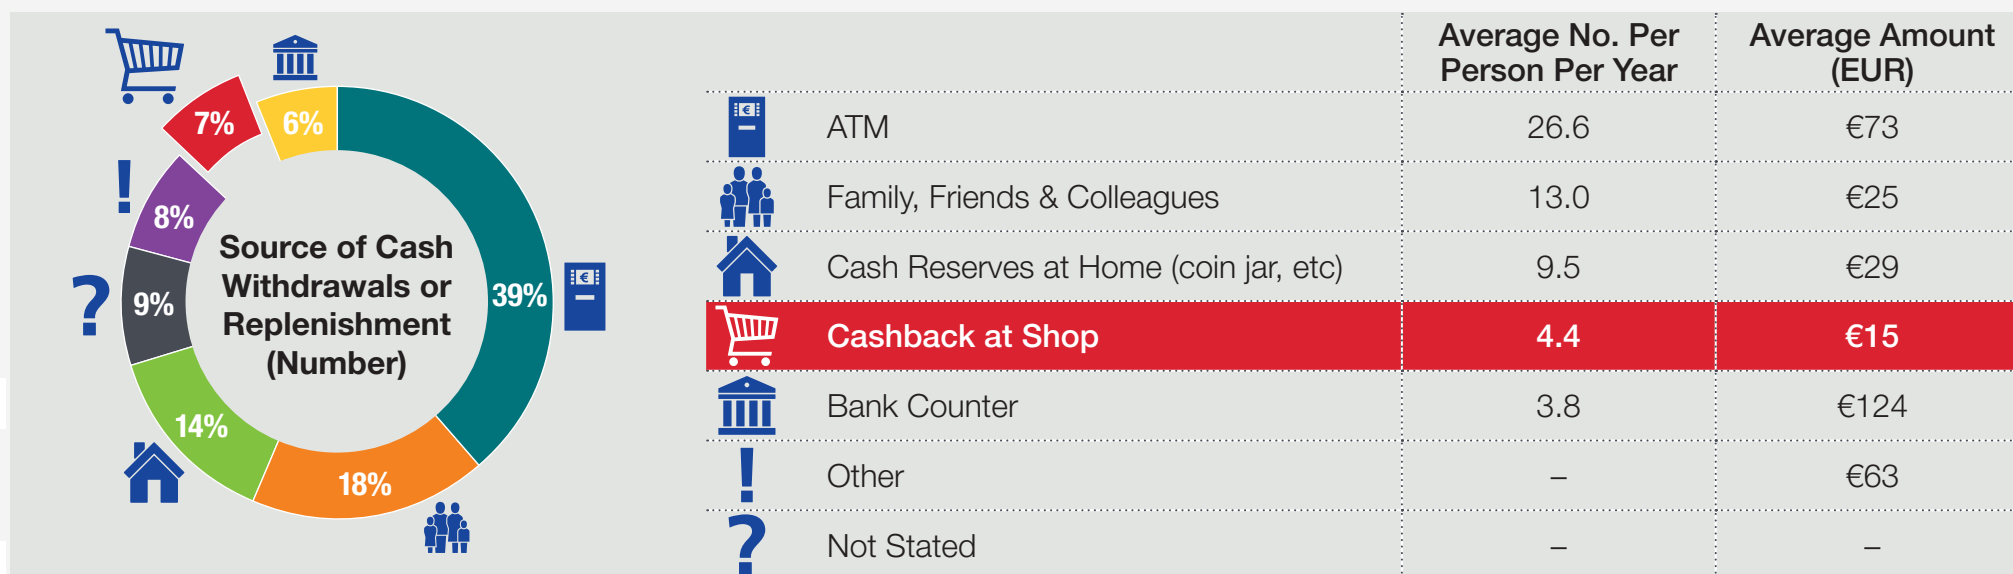 7%
6%
8%
9%
39%
14%
18%
Source of Cash
Withdrawals or
Replenishment
(Number)
Average No. Per
Person Per Year
Average Amount
(EUR)
€
ATM 26.6 €73
Family, Friends & Colleagues 13.0 €25
Cash Reserves at Home (coin jar, etc) 9.5 €29
Cashback at Shop 4.4 €15
Bank Counter 3.8 €124
! Other – €63
? Not Stated – –
!
?
€